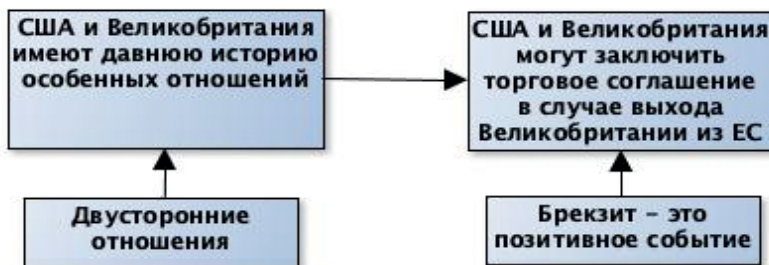 США и Великобритания
имеют давнюю историю
особенных отношений
США и Великобритания
могут заключить
торговое соглашение
в случае выхода
Великобритании из ЕС
Двусторонние
отношения
Брекзит – это
позитивное событие